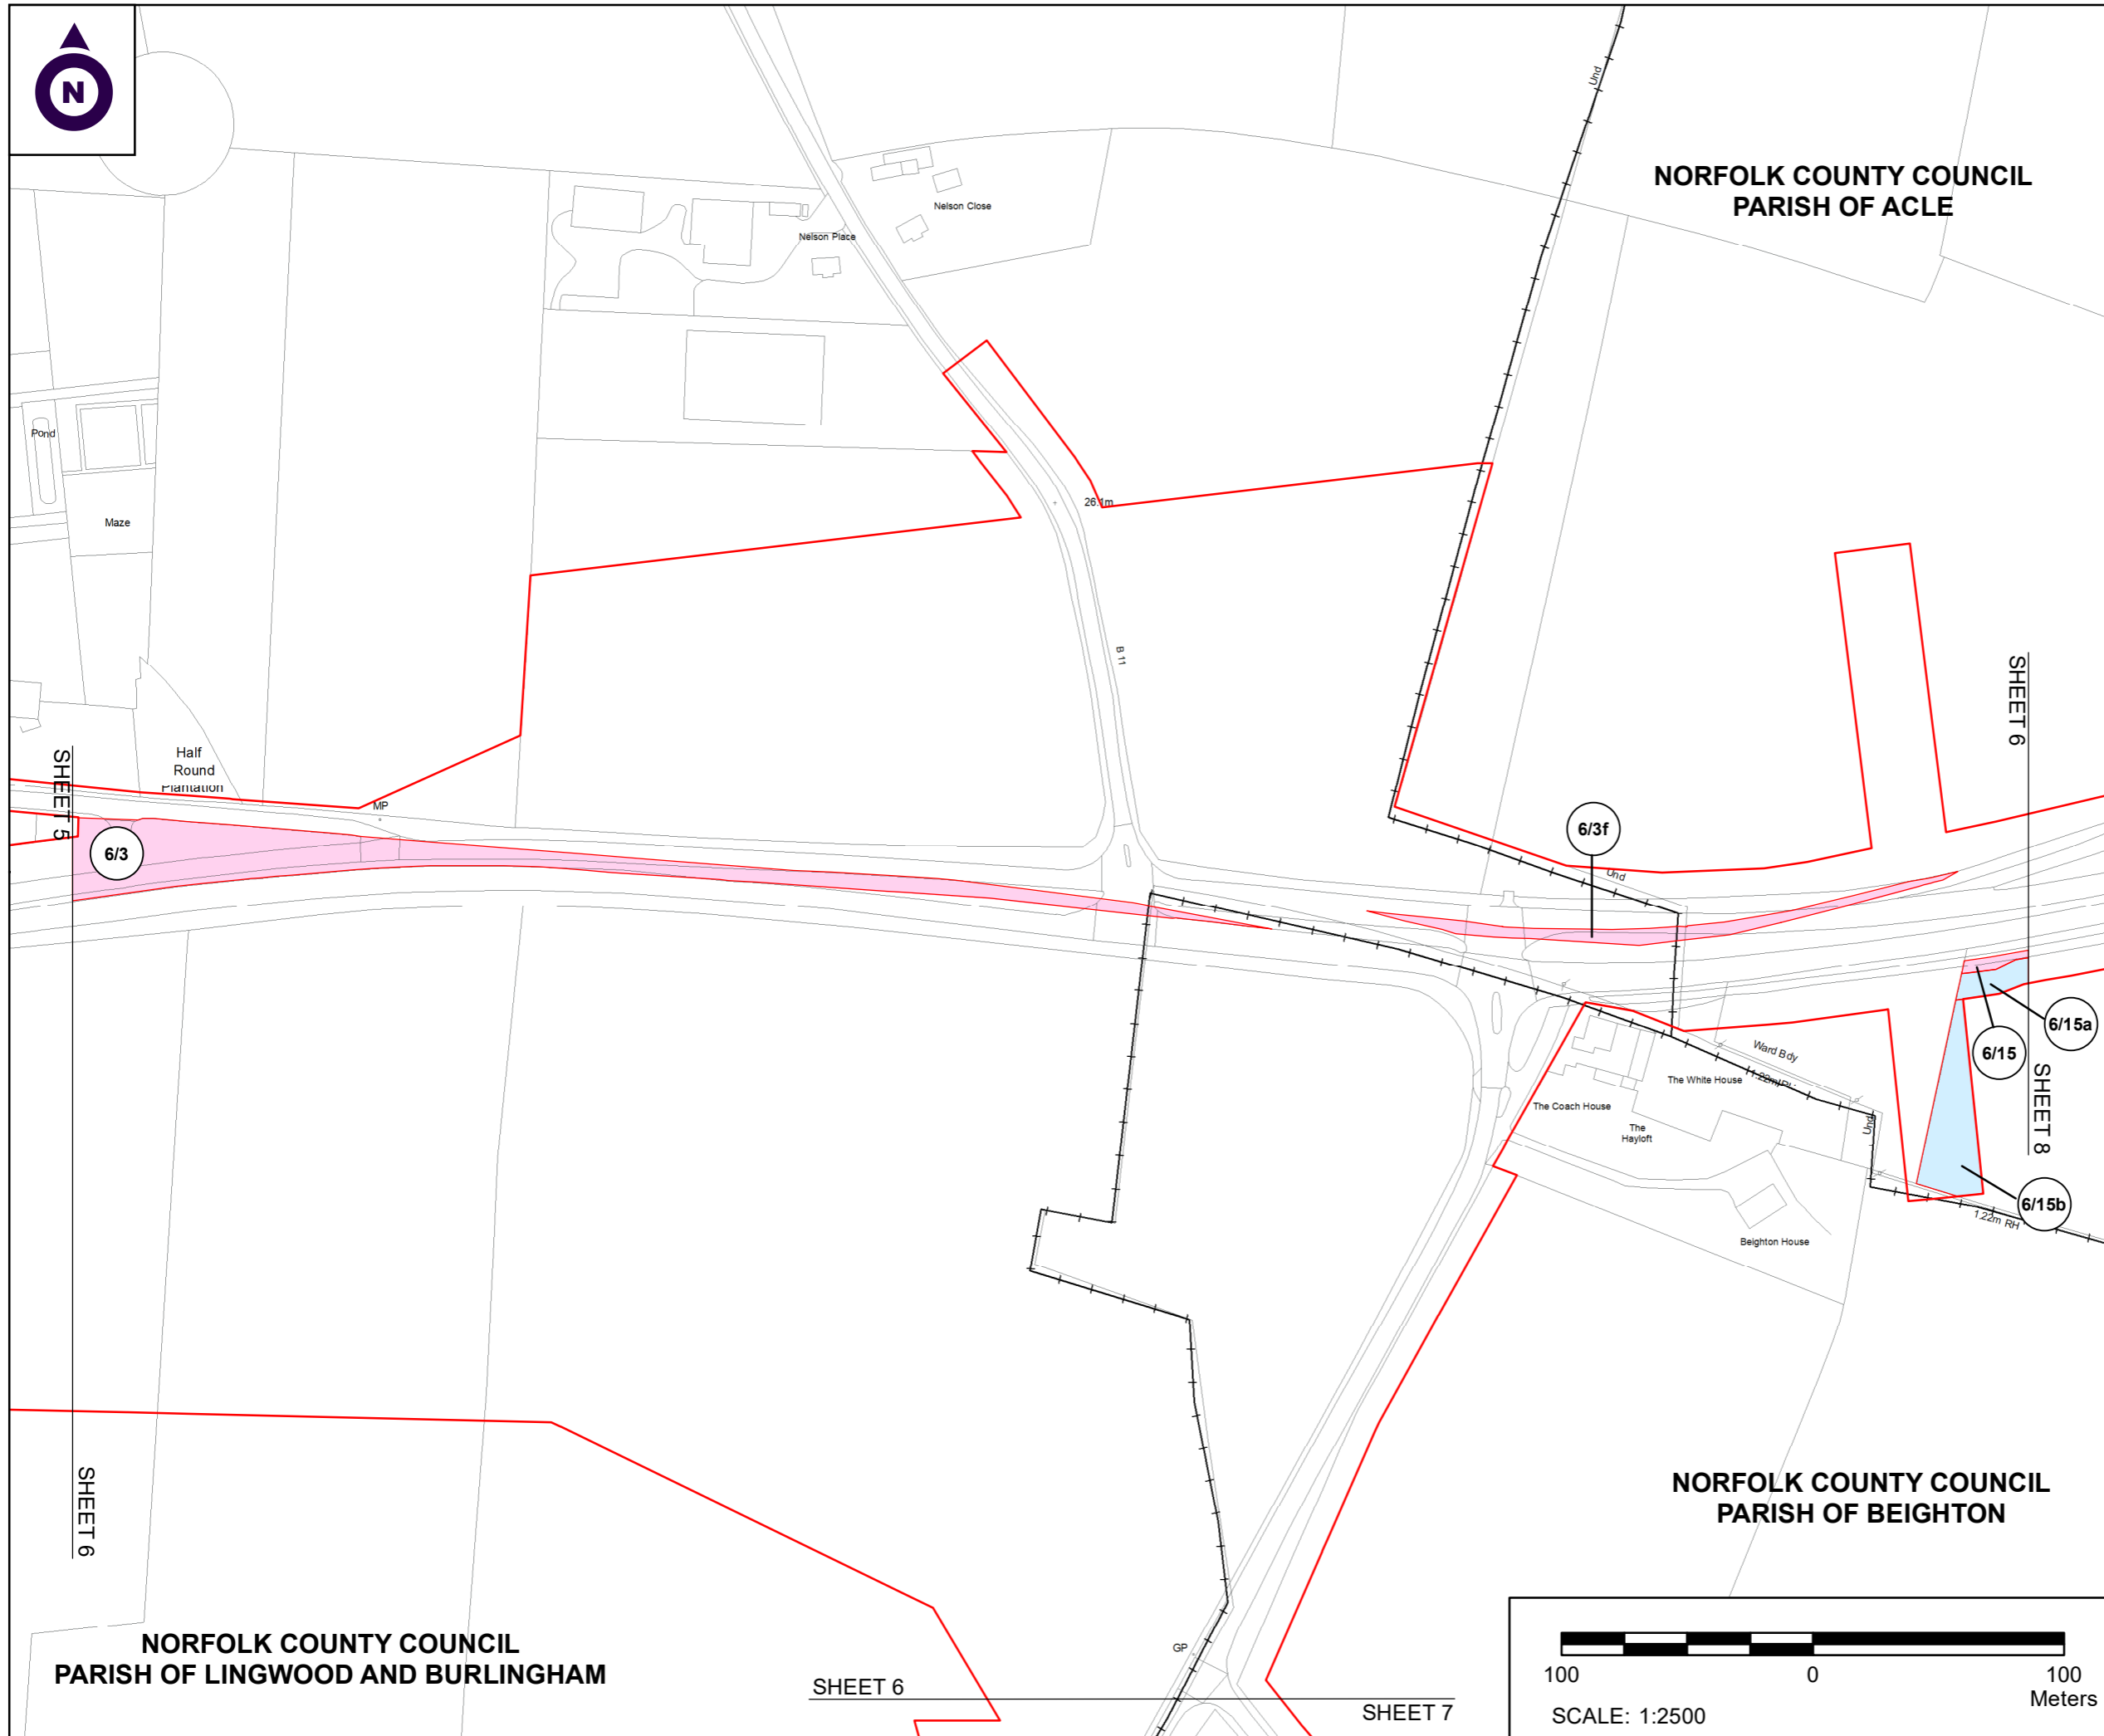 N
NORFOLK COUNTY COUNCIL
PARISH OF ACLE
Und
Nelson Close
Nelson Place
Pond
Maze
26.1m
B 11
SHEET 6
SHEET 5
Half
Round
Plantation
MP
6/3
6/3f
Und
6/15a
6/15
SHEET 8
Ward Bdy
The White House
The Coach House
The
Hayloft
Und
6/15b
1.22m RH
Beighton House
SHEET 6
NORFOLK COUNTY COUNCIL
PARISH OF BEIGHTON
NORFOLK COUNTY COUNCIL
PARISH OF LINGWOOD AND BURLINGHAM
GP
SHEET 6
SHEET 7
100 0 100
Meters
SCALE: 1:2500